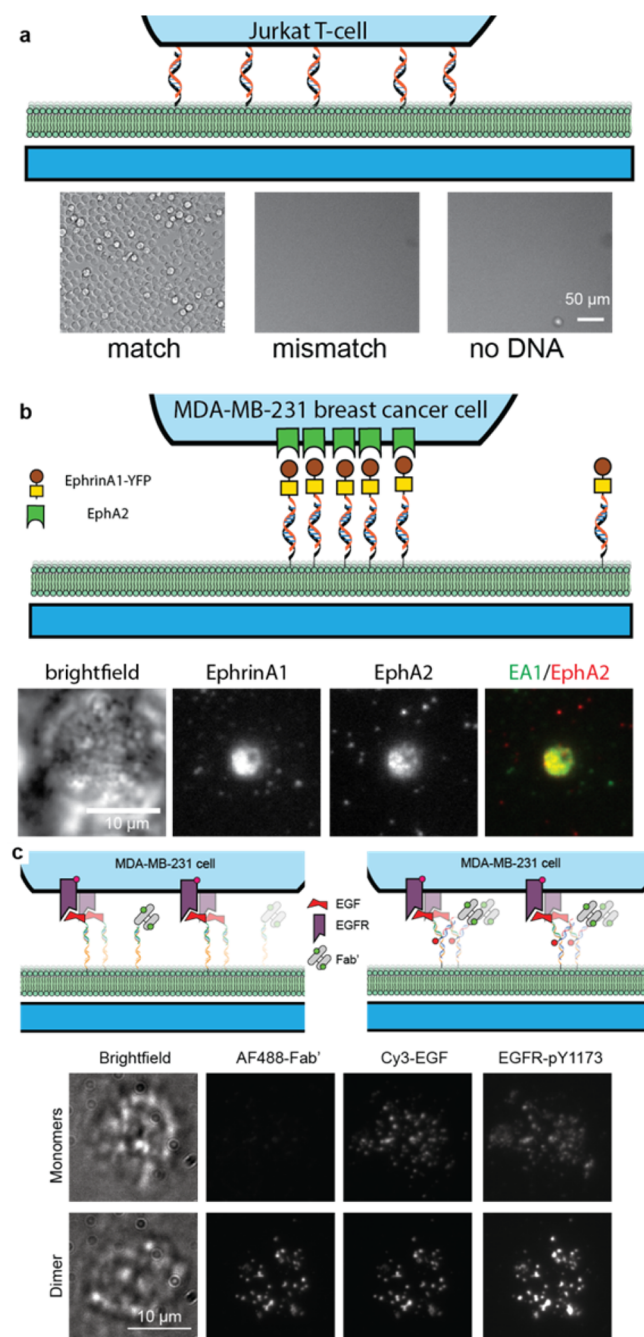 a
Jurkat T-cell
50 µm
match
mismatch
no DNA
b
MDA-MB-231 breast cancer cell
EphrinA1-YFP
EphA2
brightfield
EphrinA1
EphA2
EA1/EphA2
10 µm
c
MDA-MB-231 cell
MDA-MB-231 cell
EGF
EGFR
Fab'
Brightfield
AF488-Fab'
Cy3-EGF
EGFR-pY1173
Monomers
Dimer
10 µm